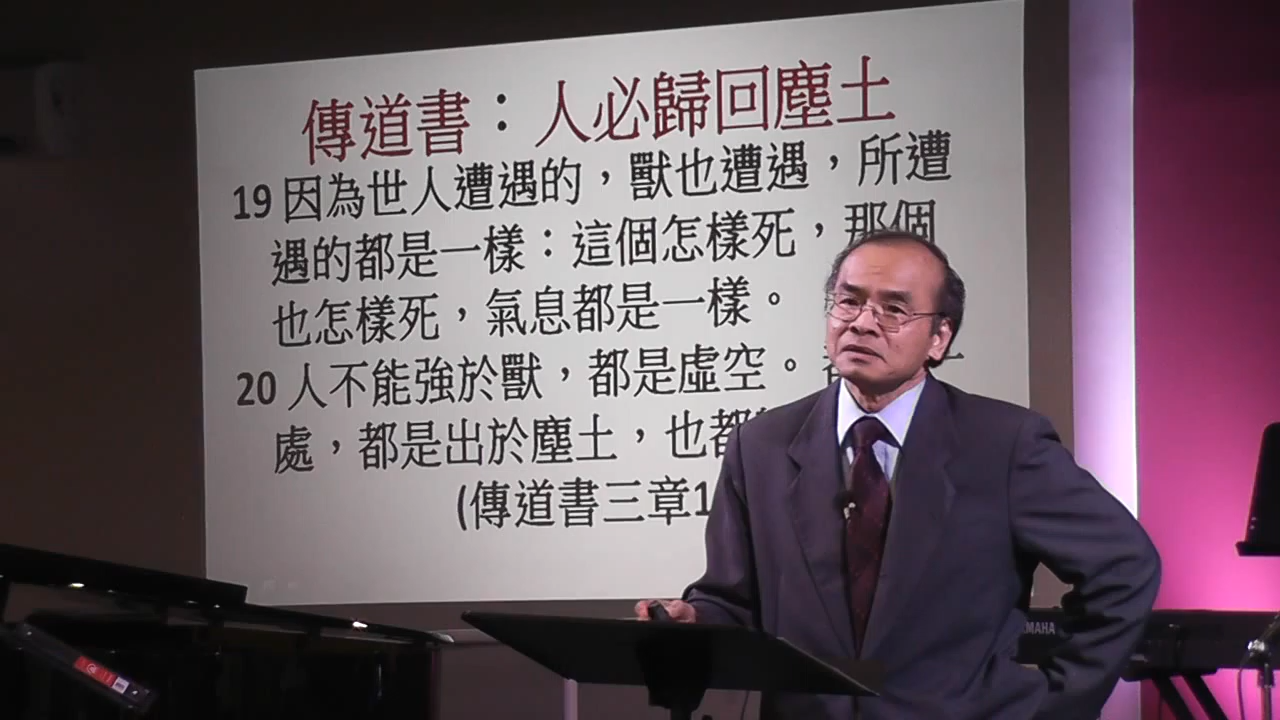 傳道書：人必歸回塵土
19 因為世人遭遇的，獸也遭遇，所遭
遇的都是一樣：這個怎樣死，那個
也怎樣死，氣息都是一樣。
20 人不能強於獸，都是虛空。
處，都是出於塵土，也都
(傳道書三章1
YAMAHA